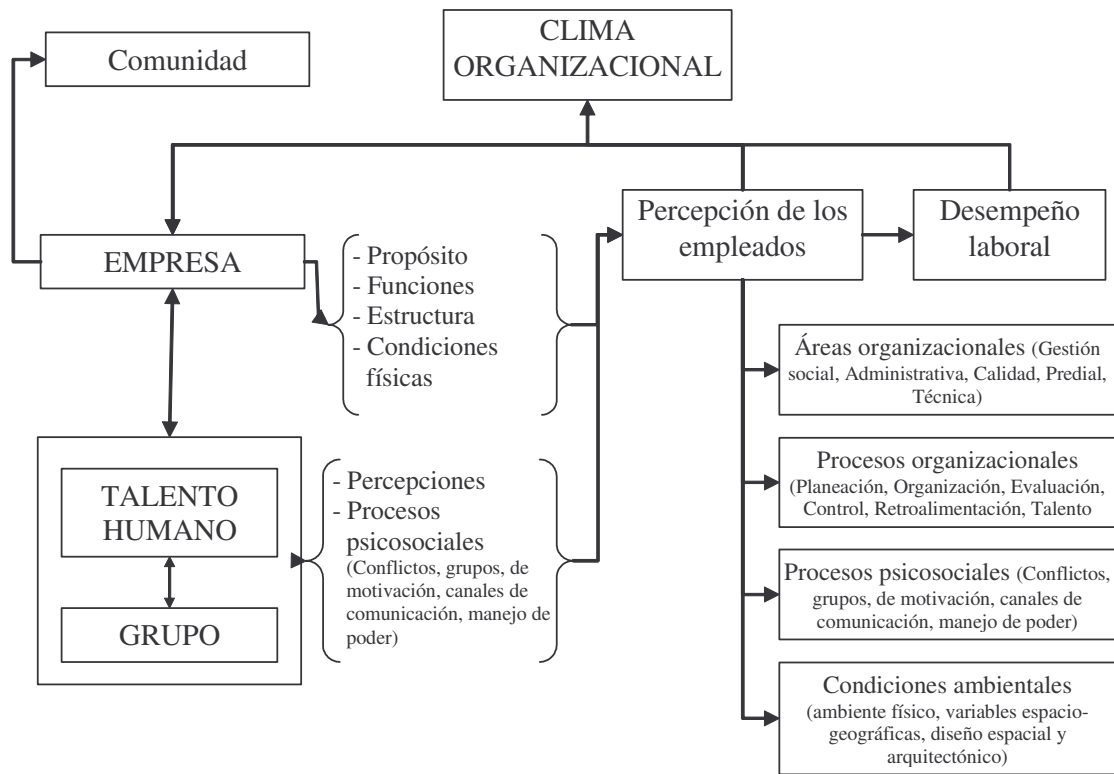 CLIMA
ORGANIZACIONAL
Comunidad
EMPRESA
- Propósito
- Funciones
- Estructura
- Condiciones
físicas
Percepción de los
empleados
Desempeño
laboral
TALENTO
HUMANO
GRUPO
- Percepciones
- Procesos
psicosociales
(Conflictos, grupos, de
motivación, canales de
comunicación, manejo de
poder)
Áreas organizacionales (Gestión
social, Administrativa, Calidad, Predial,
Técnica)
Procesos organizacionales
(Planeación, Organización, Evaluación,
Control, Retroalimentación, Talento
Procesos psicosociales (Conflictos,
grupos, de motivación, canales de
comunicación, manejo de poder)
Condiciones ambientales
(ambiente físico, variables espacio-
geográficas, diseño espacial y
arquitectónico)